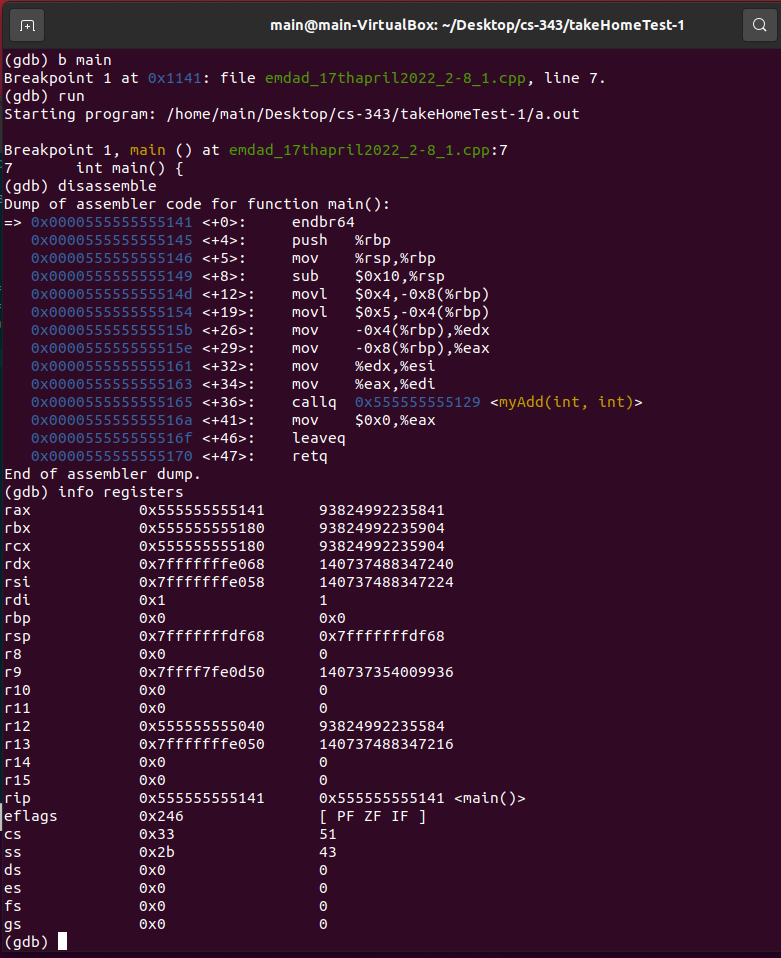 main@main-VirtualBox: ~/Desktop/cs-343/takeHomeTest-1
(gdb) b main
Breakpoint 1 at 0x1141: file emdad_17thapril2022_2-8_1.cpp, line 7.
(gdb) run
Starting program: /home/main/Desktop/cs-343/takeHomeTest-1/a.out
Breakpoint 1, main () at emdad_17thapril2022_2-8_1.cpp:7
7       int main() {
(gdb) disassemble
Dump of assembler code for function main():
=> 0x0000555555555141 <+0>:     endbr64
   0x0000555555555145 <+4>:     push   %rbp
   0x0000555555555146 <+5>:     mov    %rsp,%rbp
   0x0000555555555149 <+8>:     sub    $0x10,%rsp
   0x000055555555514d <+12>:    movl   $0x4,-0x8(%rbp)
   0x0000555555555154 <+19>:    movl   $0x5,-0x4(%rbp)
   0x000055555555515b <+26>:    mov    -0x4(%rbp),%edx
   0x000055555555515e <+29>:    mov    -0x8(%rbp),%eax
   0x0000555555555161 <+32>:    mov    %edx,%esi
   0x0000555555555163 <+34>:    mov    %eax,%edi
   0x0000555555555165 <+36>:    callq  0x555555555129 <myAdd(int, int)>
   0x000055555555516a <+41>:    mov    $0x0,%eax
   0x000055555555516f <+46>:    leaveq
   0x0000555555555170 <+47>:    retq
End of assembler dump.
(gdb) info registers
rax            0x555555555141      93824992235841
rbx            0x555555555180      93824992235904
rcx            0x555555555180      93824992235904
rdx            0x7fffffffe068      140737488347240
rsi            0x7fffffffe058      140737488347224
rdi            0x1                 1
rbp            0x0                 0x0
rsp            0x7fffffffdf68      0x7fffffffdf68
r8             0x0                 0
r9             0x7ffff7fe0d50      140737354009936
r10            0x0                 0
r11            0x0                 0
r12            0x555555555040      93824992235584
r13            0x7fffffffe050      140737488347216
r14            0x0                 0
r15            0x0                 0
rip            0x555555555141      0x555555555141 <main()>
eflags         0x246               [ PF ZF IF ]
cs             0x33                51
ss             0x2b                43
ds             0x0                 0
es             0x0                 0
fs             0x0                 0
gs             0x0                 0
(gdb)